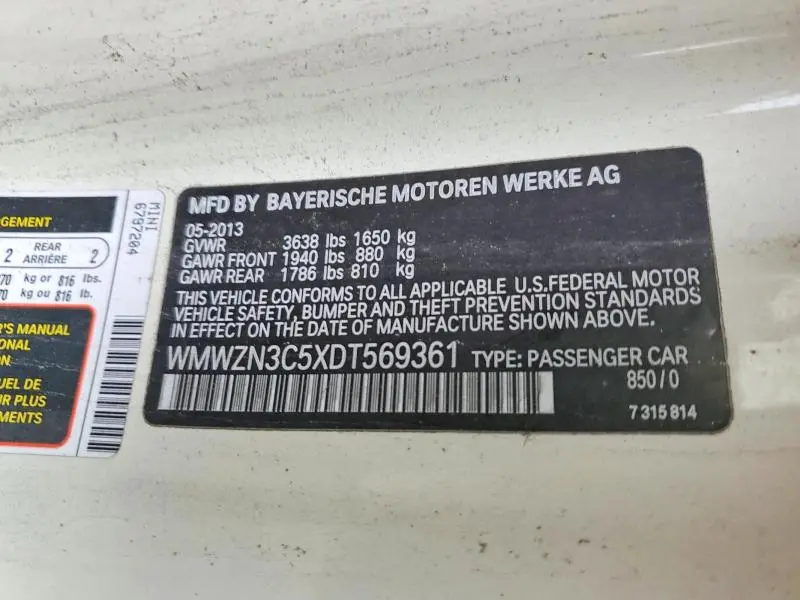 GEMENT
2 REAR ARRIÈRE 2
kg or 816 lbs.
kg ou 816 lb.
R'S MANUAL
ONAL
ION
UEL DE
IR PLUS
MENTS
MINI
6797204
MFD BY BAYERISCHE MOTOREN WERKE AG
05-2013
GVWR 3638 lbs 1650 kg
GAWR FRONT 1940 lbs 880 kg
GAWR REAR 1786 lbs 810 kg
THIS VEHICLE CONFORMS TO ALL APPLICABLE U.S.FEDERAL MOTOR
VEHICLE SAFETY, BUMPER AND THEFT PREVENTION STANDARDS
IN EFFECT ON THE DATE OF MANUFACTURE SHOWN ABOVE.
WMWZN3C5XDT569361 TYPE: PASSENGER CAR
850/0
7 315 814